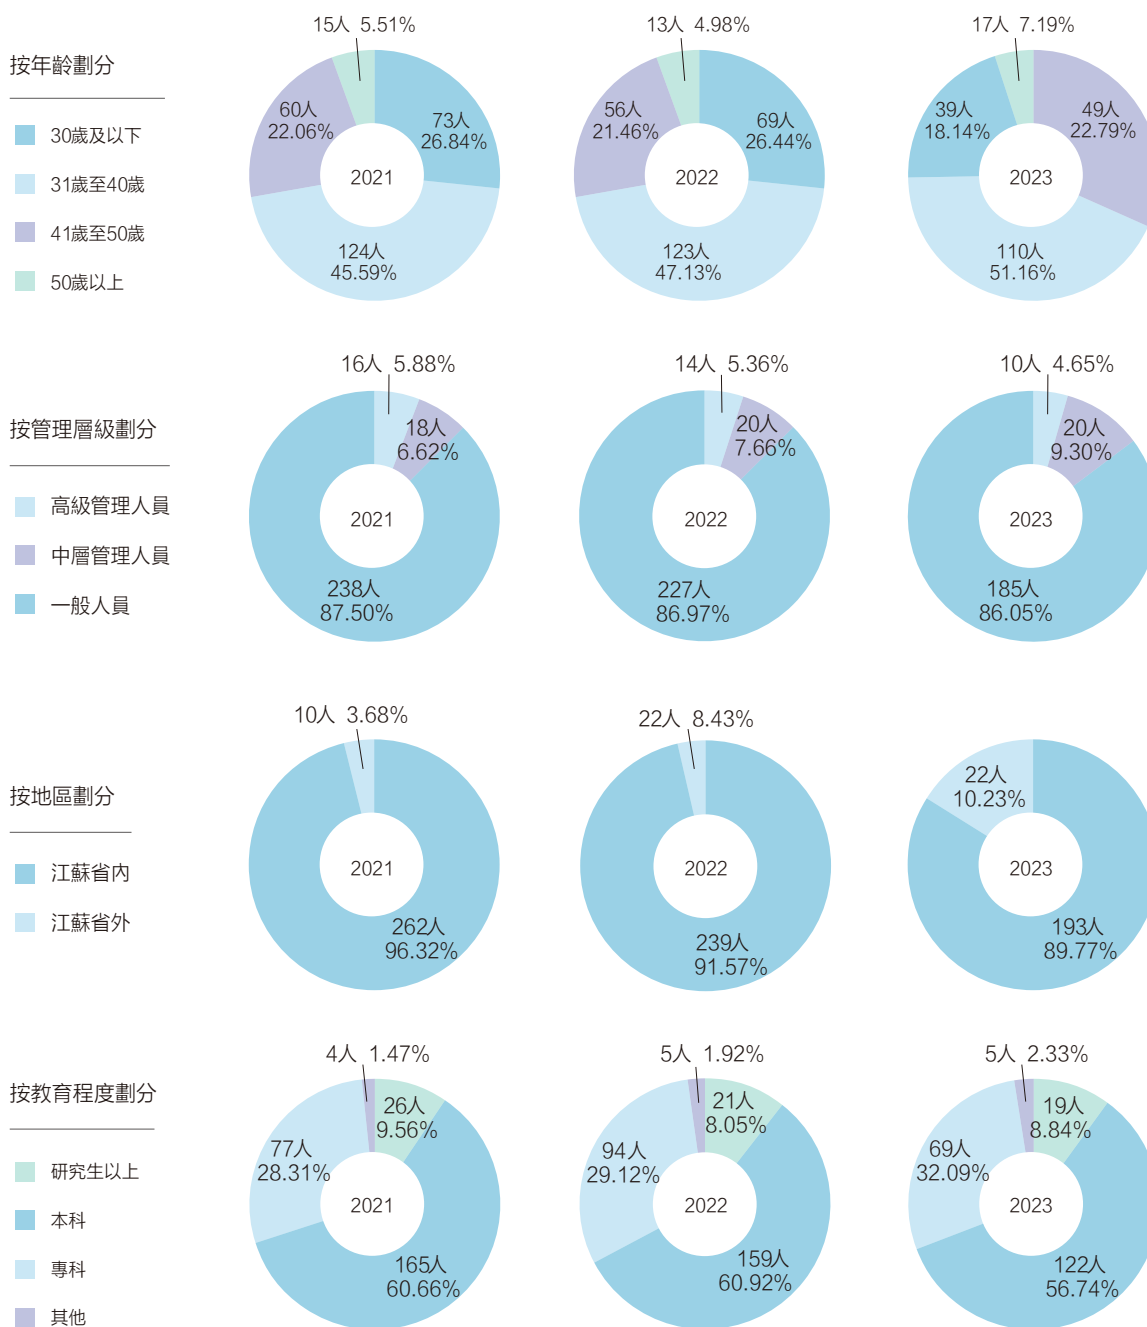 按年齡劃分
30歲及以下
31歲至40歲
41歲至50歲
50歲以上
15人 5.51%
60人
22.06%
73人
26.84%
2021
124人
45.59%
13人 4.98%
56人
21.46%
69人
26.44%
2022
123人
47.13%
17人 7.19%
39人
18.14%
49人
22.79%
2023
110人
51.16%
按管理層級劃分
高級管理人員
中層管理人員
一般人員
16人 5.88%
18人
6.62%
2021
238人
87.50%
14人 5.36%
20人
7.66%
2022
227人
86.97%
10人 4.65%
20人
9.30%
2023
185人
86.05%
按地區劃分
江蘇省內
江蘇省外
10人 3.68%
2021
262人
96.32%
22人 8.43%
2022
239人
91.57%
22人
10.23%
2023
193人
89.77%
按教育程度劃分
研究生以上
本科
專科
其他
4人 1.47%
26人
9.56%
77人
28.31%
2021
165人
60.66%
5人 1.92%
21人
8.05%
94人
29.12%
2022
159人
60.92%
5人 2.33%
19人
8.84%
69人
32.09%
2023
122人
56.74%